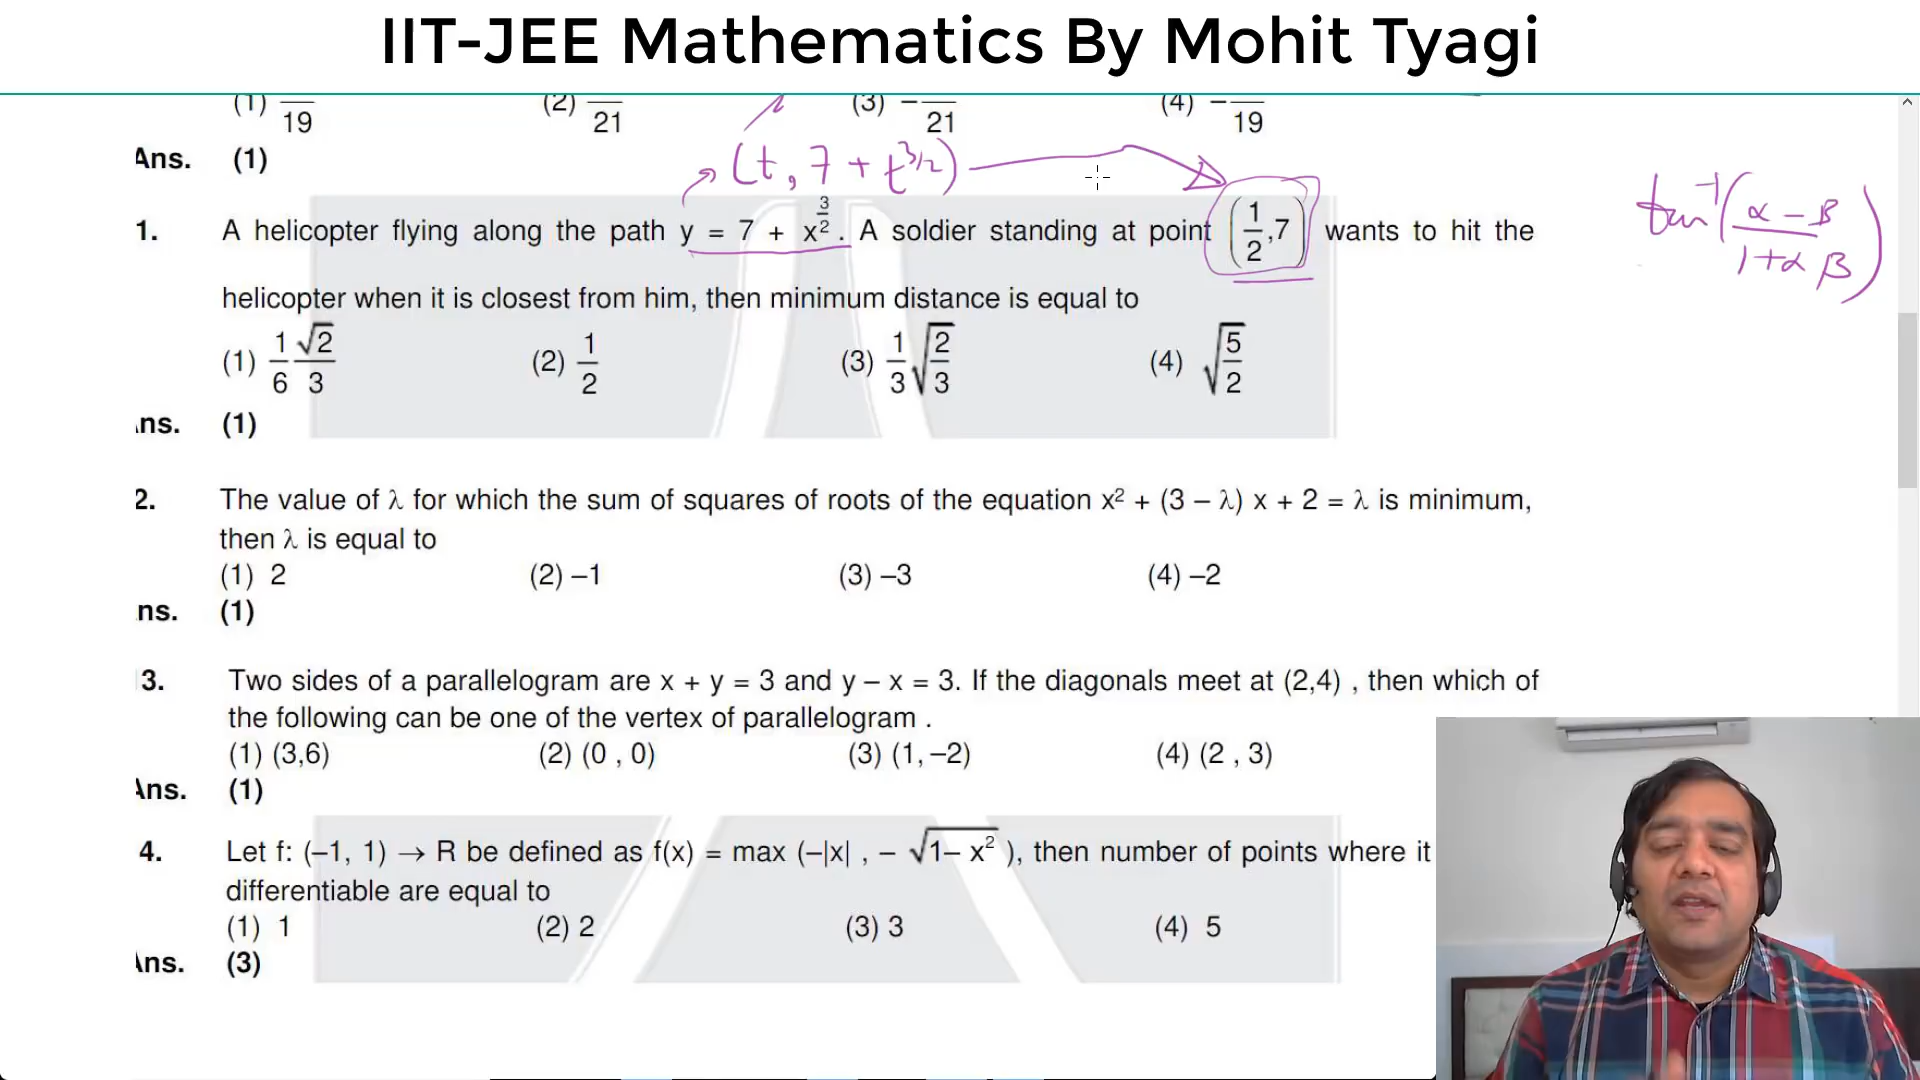 IIT-JEE Mathematics By Mohit Tyagi
(1) 19 (2) 21 (3) − 21 (4) − 19
Ans. (1)
(t, 7 + t^{3/2})
tan^{-1}((α − β)/(1 + αβ))
1. A helicopter flying along the path y = 7 + x^{3/2}. A soldier standing at point (1/2, 7) wants to hit the
helicopter when it is closest from him, then minimum distance is equal to
(1) 1/6 √2/3 (2) 1/2 (3) 1/3 √(2/3) (4) √(5/2)
ns. (1)
2. The value of λ for which the sum of squares of roots of the equation x² + (3 – λ) x + 2 = λ is minimum,
then λ is equal to
(1) 2 (2) –1 (3) –3 (4) –2
ns. (1)
3. Two sides of a parallelogram are x + y = 3 and y – x = 3. If the diagonals meet at (2,4) , then which of
the following can be one of the vertex of parallelogram .
(1) (3,6) (2) (0 , 0) (3) (1, –2) (4) (2 , 3)
Ans. (1)
4. Let f: (–1, 1) → R be defined as f(x) = max (–|x| , – √(1– x²) ), then number of points where it
differentiable are equal to
(1) 1 (2) 2 (3) 3 (4) 5
Ans. (3)